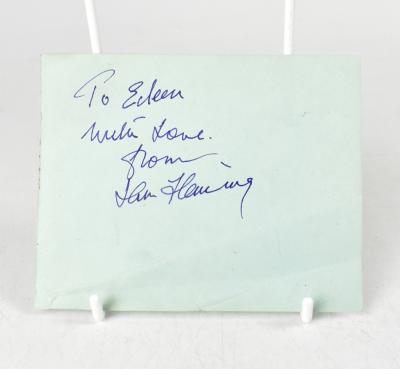 To Eileen
With Love.
from
Ian Fleming